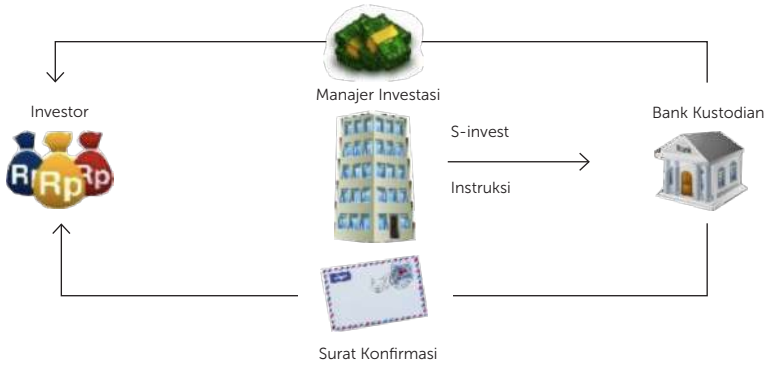 Manajer Investasi
Investor
Bank Kustodian
S-invest
Instruksi
Rp Rp Rp
Surat Konfirmasi